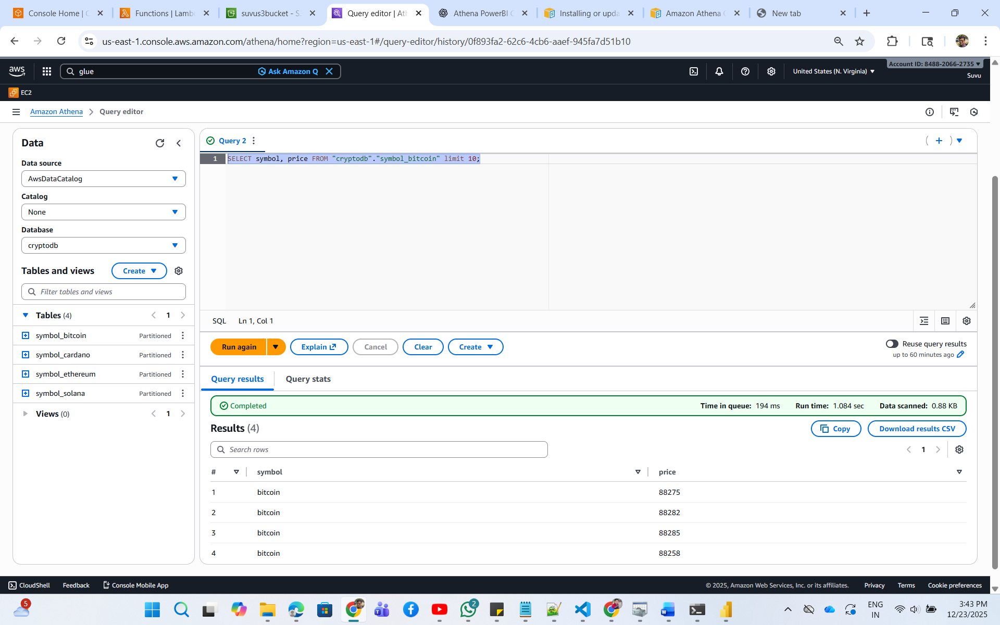 Console Home | C
Functions | Lamb
suvus3bucket - S
Query editor | Ath
Athena PowerBI C
Installing or upda
Amazon Athena C
New tab
us-east-1.console.aws.amazon.com/athena/home?region=us-east-1#/query-editor/history/0f893fa2-62c6-4cb6-aaef-945fa7d51b10
aws
glue
Ask Amazon Q
United States (N. Virginia)
Account ID: 8488-2066-2735
Suvu
EC2
Amazon Athena
Query editor
Data
Data source
AwsDataCatalog
Catalog
None
Database
cryptodb
Tables and views
Create
Filter tables and views
Tables (4)
1
symbol_bitcoin Partitioned
symbol_cardano Partitioned
symbol_ethereum Partitioned
symbol_solana Partitioned
Views (0)
1
Query 2
1 SELECT symbol, price FROM "cryptodb"."symbol_bitcoin" limit 10;
SQL Ln 1, Col 1
Run again
Explain
Cancel
Clear
Create
Reuse query results
up to 60 minutes ago
Query results
Query stats
Completed
Time in queue: 194 ms
Run time: 1.084 sec
Data scanned: 0.88 KB
Results (4)
Copy
Download results CSV
Search rows
1
# symbol price
1 bitcoin 88275
2 bitcoin 88282
3 bitcoin 88285
4 bitcoin 88258
CloudShell
Feedback
Console Mobile App
© 2025, Amazon Web Services, Inc. or its affiliates.
Privacy
Terms
Cookie preferences
5
2
ENG
IN
3:43 PM
12/23/2025